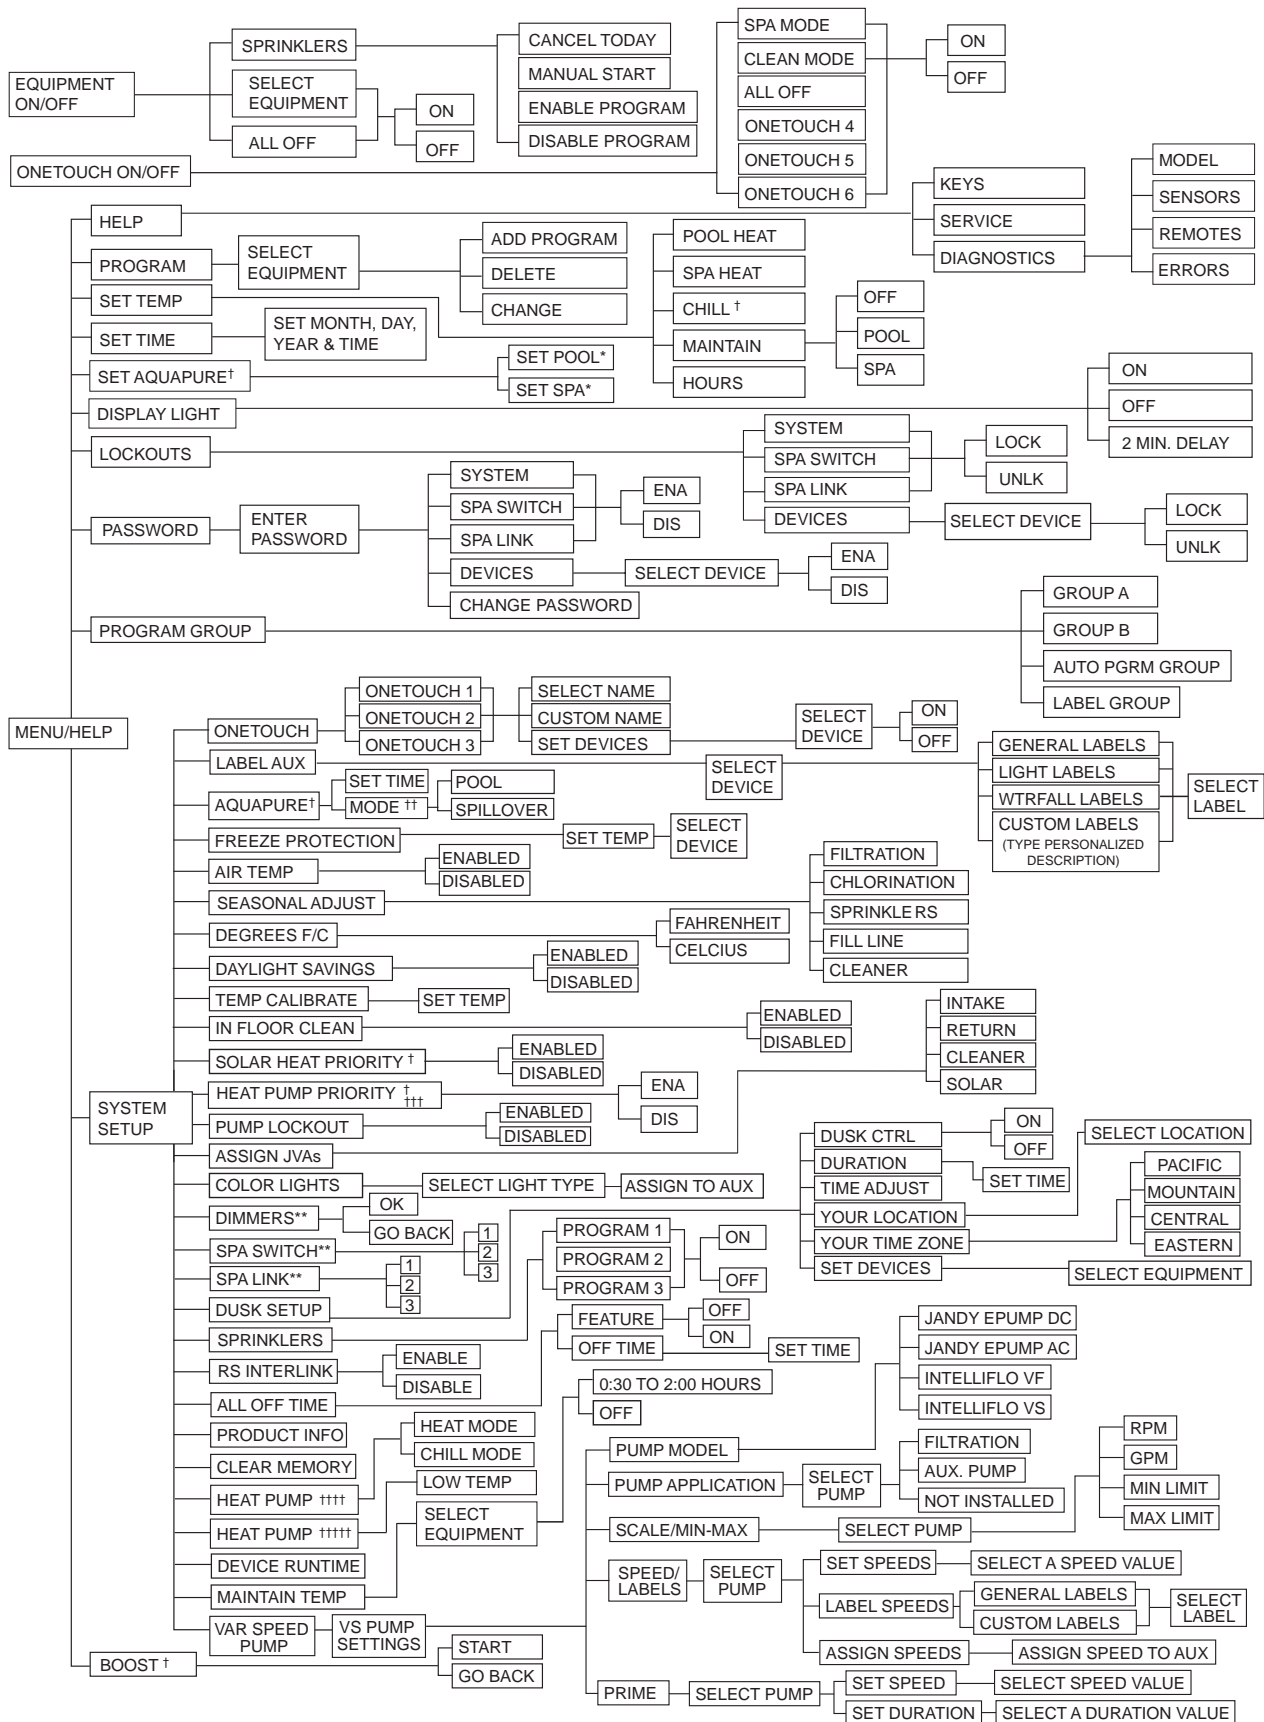 EQUIPMENT
ON/OFF
SPRINKLERS
CANCEL TODAY
MANUAL START
ENABLE PROGRAM
DISABLE PROGRAM
SELECT
EQUIPMENT
ALL OFF
ON
OFF
ONETOUCH ON/OFF
SPA MODE
CLEAN MODE
ALL OFF
ONETOUCH 4
ONETOUCH 5
ONETOUCH 6
ON
OFF
MENU/HELP
HELP
KEYS
SERVICE
DIAGNOSTICS
MODEL
SENSORS
REMOTES
ERRORS
PROGRAM
SELECT
EQUIPMENT
ADD PROGRAM
DELETE
CHANGE
SET TEMP
POOL HEAT
SPA HEAT
CHILL †
MAINTAIN
HOURS
OFF
POOL
SPA
SET TIME
SET MONTH, DAY,
YEAR & TIME
SET AQUAPURE†
SET POOL*
SET SPA*
DISPLAY LIGHT
ON
OFF
2 MIN. DELAY
LOCKOUTS
SYSTEM
SPA SWITCH
SPA LINK
DEVICES
LOCK
UNLK
SELECT DEVICE
LOCK
UNLK
PASSWORD
ENTER
PASSWORD
SYSTEM
SPA SWITCH
SPA LINK
DEVICES
CHANGE PASSWORD
ENA
DIS
SELECT DEVICE
ENA
DIS
PROGRAM GROUP
GROUP A
GROUP B
AUTO PGRM GROUP
LABEL GROUP
SYSTEM
SETUP
ONETOUCH
ONETOUCH 1
ONETOUCH 2
ONETOUCH 3
SELECT NAME
CUSTOM NAME
SET DEVICES
SELECT
DEVICE
ON
OFF
LABEL AUX
SELECT
DEVICE
GENERAL LABELS
LIGHT LABELS
WTRFALL LABELS
CUSTOM LABELS
(TYPE PERSONALIZED
DESCRIPTION)
SELECT
LABEL
AQUAPURE†
SET TIME
MODE ††
POOL
SPILLOVER
FREEZE PROTECTION
SET TEMP
SELECT
DEVICE
AIR TEMP
ENABLED
DISABLED
SEASONAL ADJUST
FILTRATION
CHLORINATION
SPRINKLERS
FILL LINE
CLEANER
DEGREES F/C
FAHRENHEIT
CELCIUS
DAYLIGHT SAVINGS
ENABLED
DISABLED
TEMP CALIBRATE
SET TEMP
IN FLOOR CLEAN
ENABLED
DISABLED
SOLAR HEAT PRIORITY †
ENABLED
DISABLED
HEAT PUMP PRIORITY †
†††
ENA
DIS
PUMP LOCKOUT
ENABLED
DISABLED
ASSIGN JVAs
INTAKE
RETURN
CLEANER
SOLAR
COLOR LIGHTS
SELECT LIGHT TYPE
ASSIGN TO AUX
DIMMERS**
OK
GO BACK
SPA SWITCH**
1
2
3
SPA LINK**
1
2
3
DUSK SETUP
DUSK CTRL
DURATION
TIME ADJUST
YOUR LOCATION
YOUR TIME ZONE
SET DEVICES
ON
OFF
SET TIME
SELECT LOCATION
PACIFIC
MOUNTAIN
CENTRAL
EASTERN
SELECT EQUIPMENT
SPRINKLERS
PROGRAM 1
PROGRAM 2
PROGRAM 3
ON
OFF
RS INTERLINK
ENABLE
DISABLE
ALL OFF TIME
FEATURE
OFF TIME
OFF
ON
SET TIME
PRODUCT INFO
CLEAR MEMORY
HEAT PUMP ††††
HEAT MODE
CHILL MODE
HEAT PUMP †††††
LOW TEMP
DEVICE RUNTIME
MAINTAIN TEMP
SELECT
EQUIPMENT
0:30 TO 2:00 HOURS
OFF
VAR SPEED
PUMP
VS PUMP
SETTINGS
PUMP MODEL
JANDY EPUMP DC
JANDY EPUMP AC
INTELLIFLO VF
INTELLIFLO VS
PUMP APPLICATION
SELECT
PUMP
FILTRATION
AUX. PUMP
NOT INSTALLED
SCALE/MIN-MAX
SELECT PUMP
RPM
GPM
MIN LIMIT
MAX LIMIT
SPEED/
LABELS
SELECT
PUMP
SET SPEEDS
SELECT A SPEED VALUE
LABEL SPEEDS
GENERAL LABELS
CUSTOM LABELS
SELECT
LABEL
ASSIGN SPEEDS
ASSIGN SPEED TO AUX
PRIME
SELECT PUMP
SET SPEED
SELECT SPEED VALUE
SET DURATION
SELECT A DURATION VALUE
BOOST †
START
GO BACK